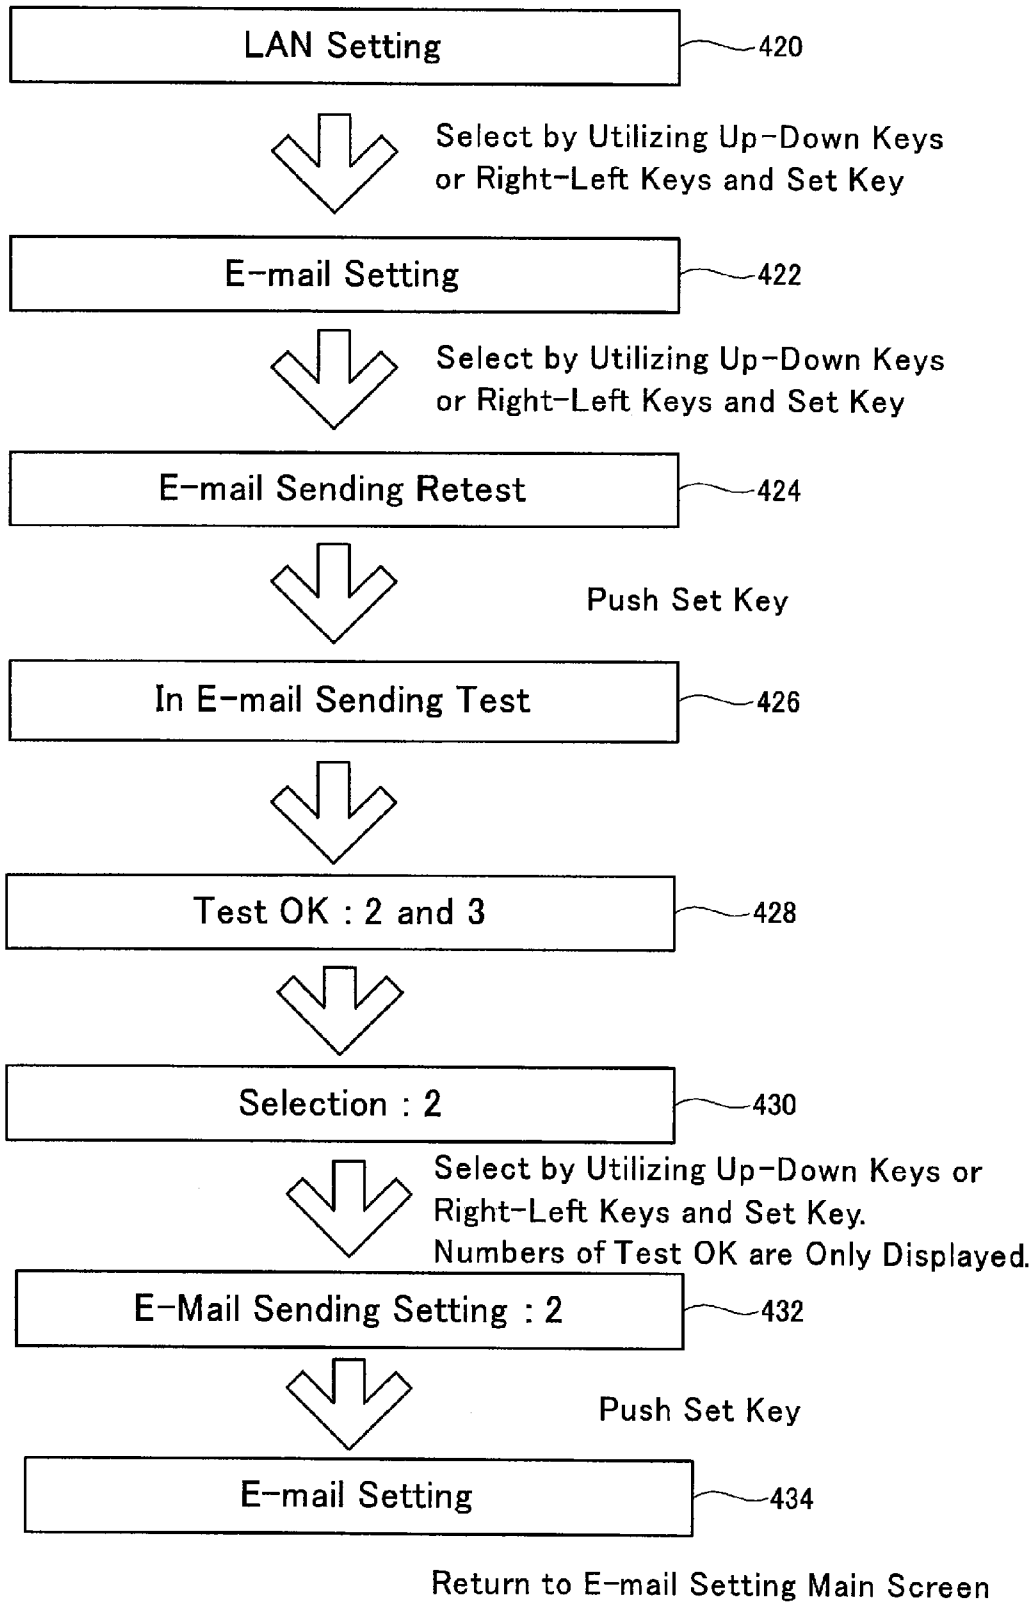 LAN Setting
420
Select by Utilizing Up-Down Keys
or Right-Left Keys and Set Key
E-mail Setting
422
Select by Utilizing Up-Down Keys
or Right-Left Keys and Set Key
E-mail Sending Retest
424
Push Set Key
In E-mail Sending Test
426
Test OK : 2 and 3
428
Selection : 2
430
Select by Utilizing Up-Down Keys or
Right-Left Keys and Set Key.
Numbers of Test OK are Only Displayed.
E-Mail Sending Setting : 2
432
Push Set Key
E-mail Setting
434
Return to E-mail Setting Main Screen